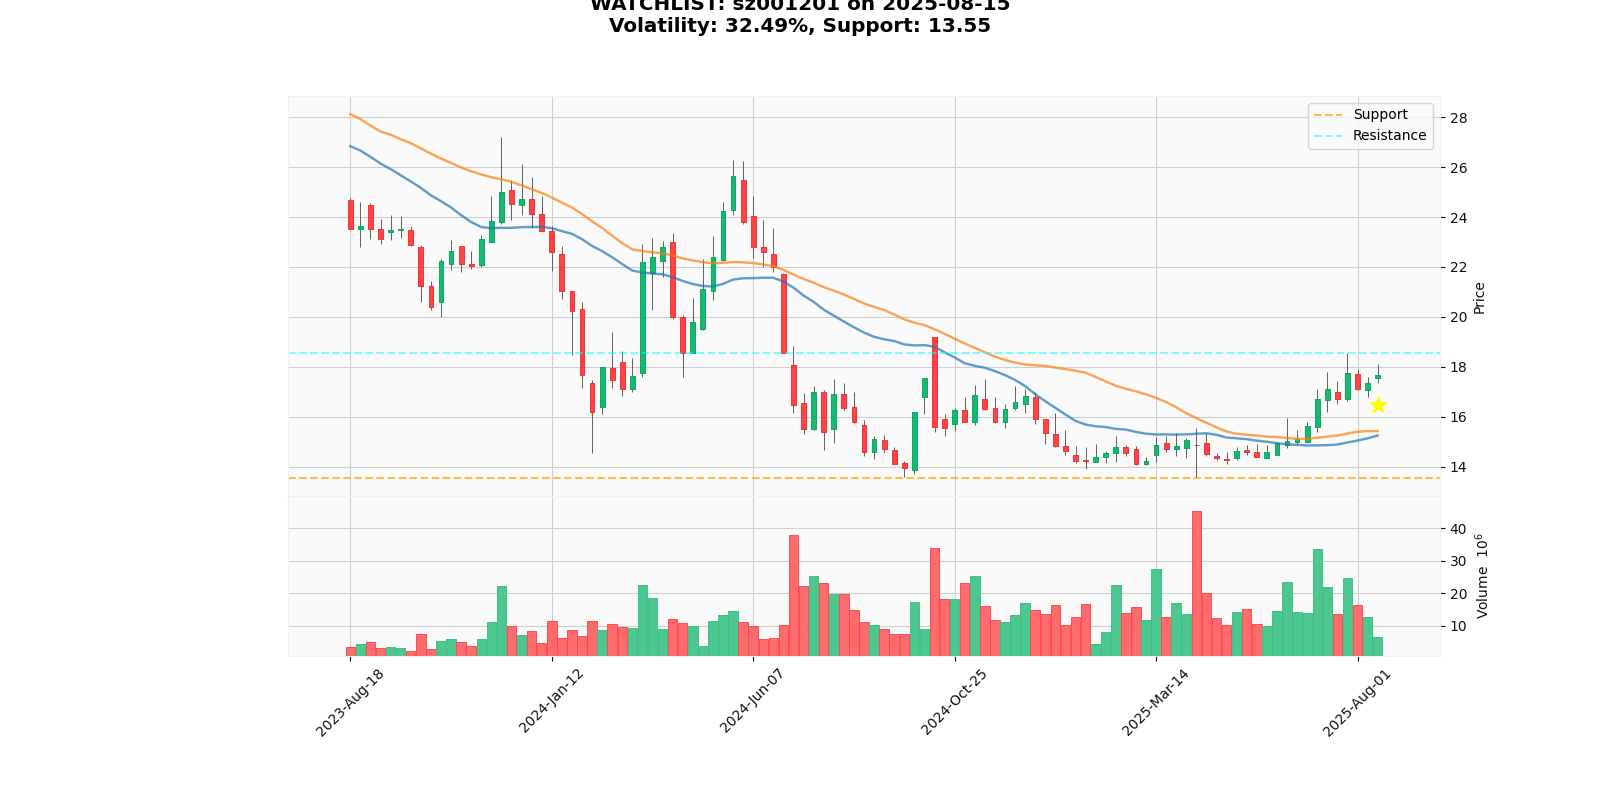 WATCHLIST: sz001201 on 2025-08-15
Volatility: 32.49%, Support: 13.55
Support
Resistance
28
26
24
22
20
18
16
14
Price
40
30
20
10
Volume 10^6
2023-Aug-18
2024-Jan-12
2024-Jun-07
2024-Oct-25
2025-Mar-14
2025-Aug-01